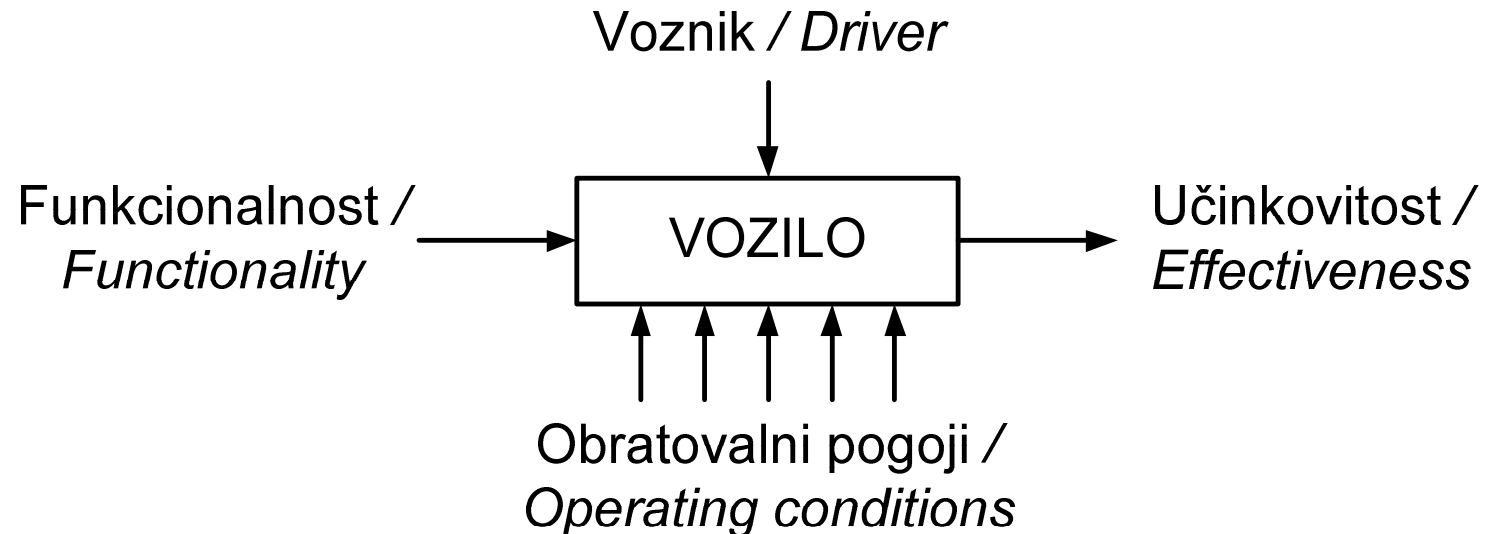 Voznik / Driver
Funkcionalnost /
Functionality
VOZILO
Učinkovitost /
Effectiveness
Obratovalni pogoji /
Operating conditions